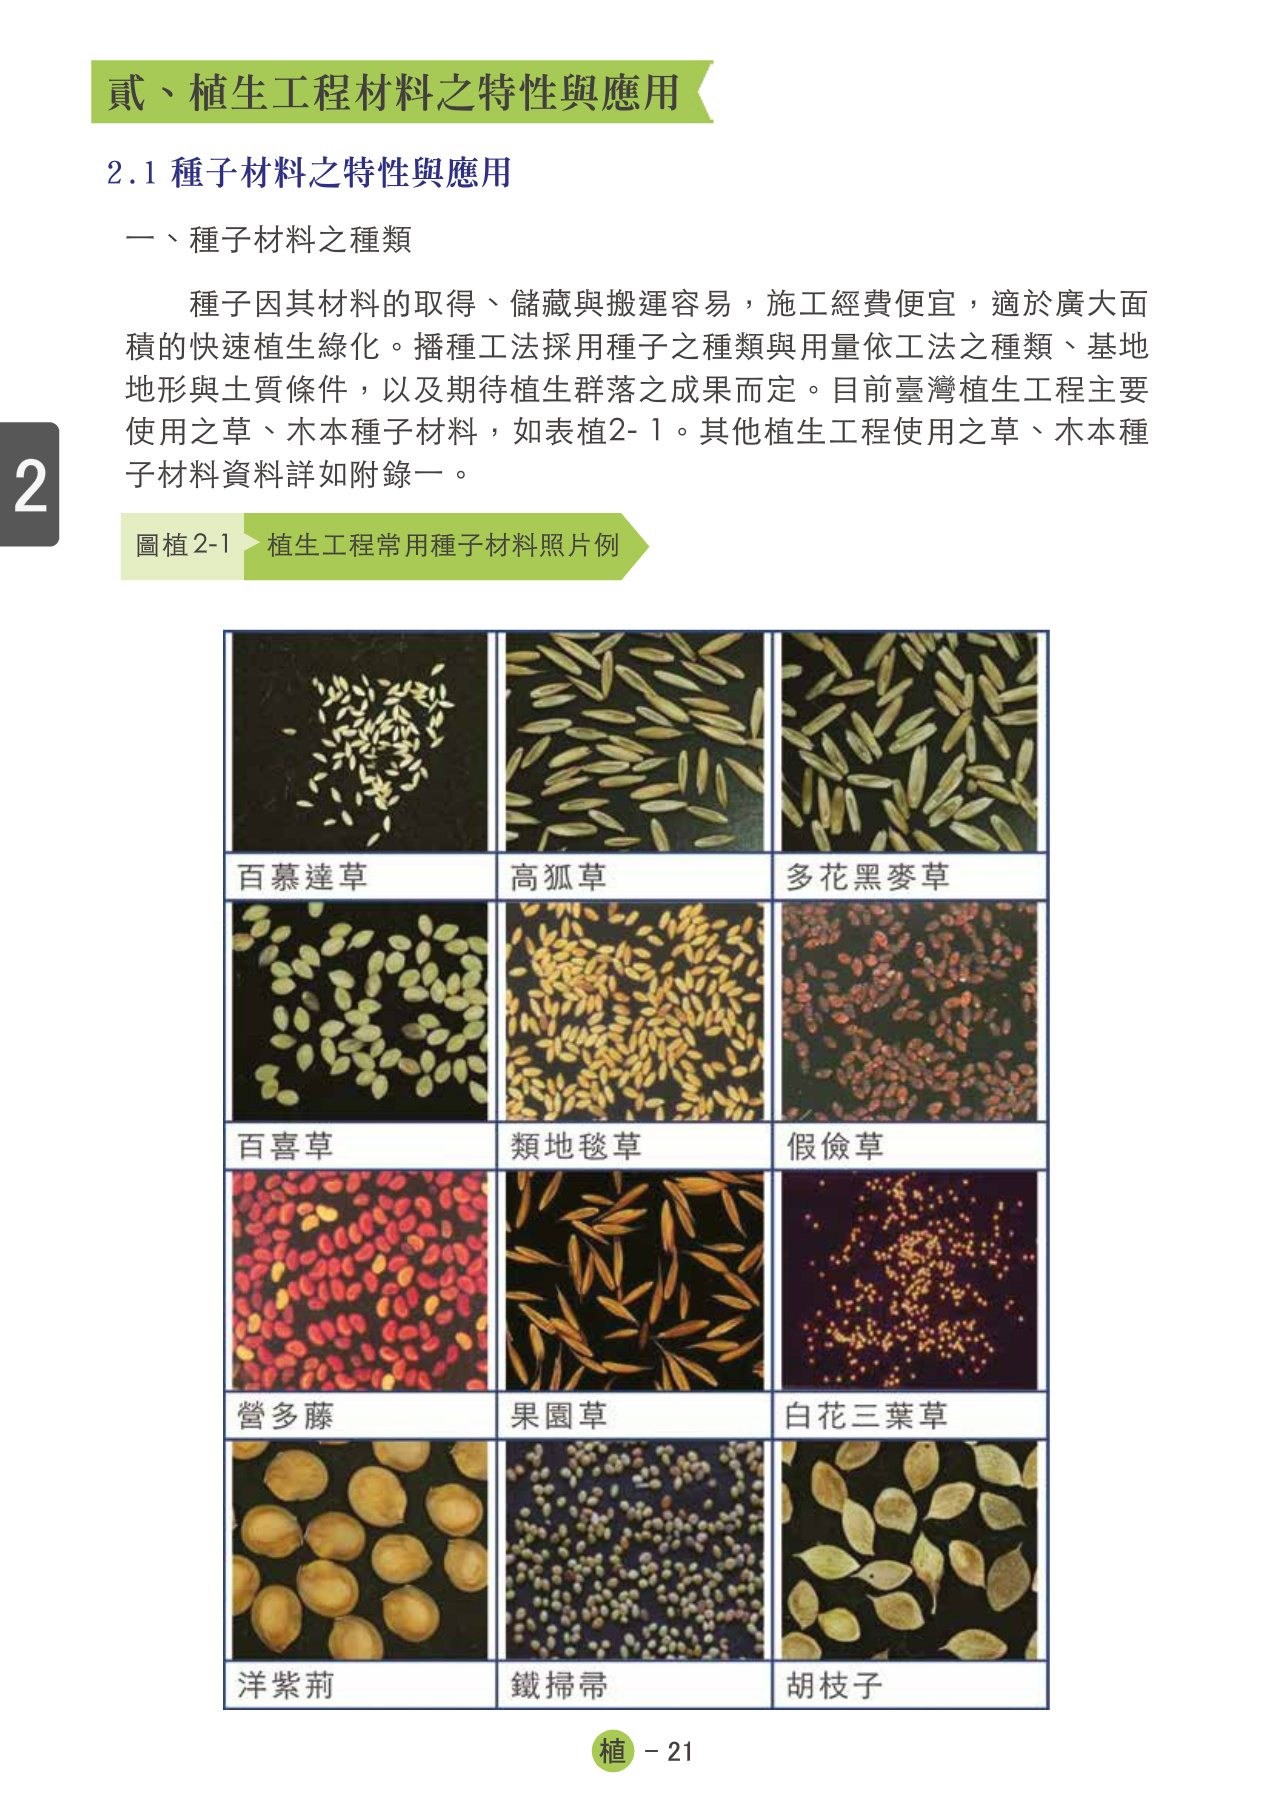 貳、植生工程材料之特性與應用
2.1 種子材料之特性與應用
一、種子材料之種類
種子因其材料的取得、儲藏與搬運容易，施工經費便宜，適於廣大面
積的快速植生綠化。播種工法採用種子之種類與用量依工法之種類、基地
地形與土質條件，以及期待植生群落之成果而定。目前臺灣植生工程主要
使用之草、木本種子材料，如表植2- 1。其他植生工程使用之草、木本種
子材料資料詳如附錄一。
2
圖植2-1 植生工程常用種子材料照片例
百慕達草 高狐草 多花黑麥草
百喜草 類地毯草 假儉草
營多藤 果園草 白花三葉草
洋紫荊 鐵掃帚 胡枝子
植 - 21